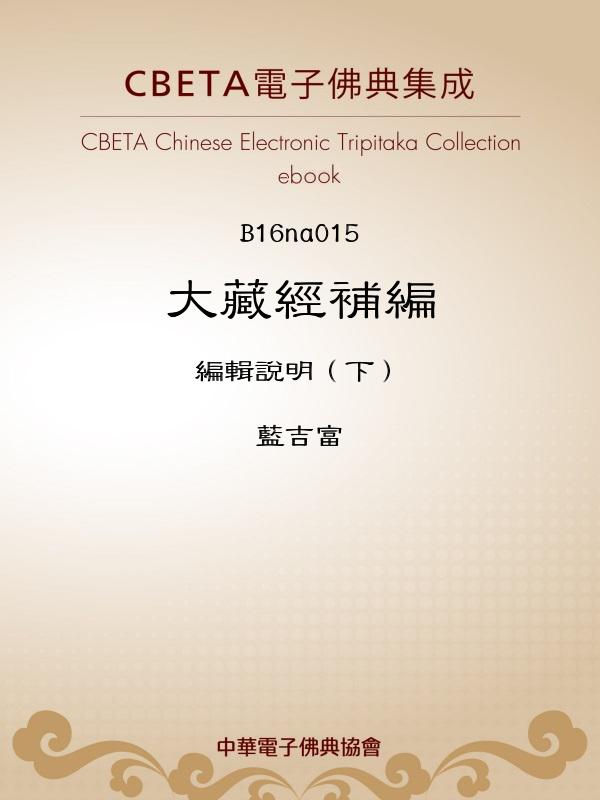 CBETA電子佛典集成
CBETA Chinese Electronic Tripitaka Collection
ebook
B16na015
大藏經補編
編輯說明（下）
藍吉富
中華電子佛典協會